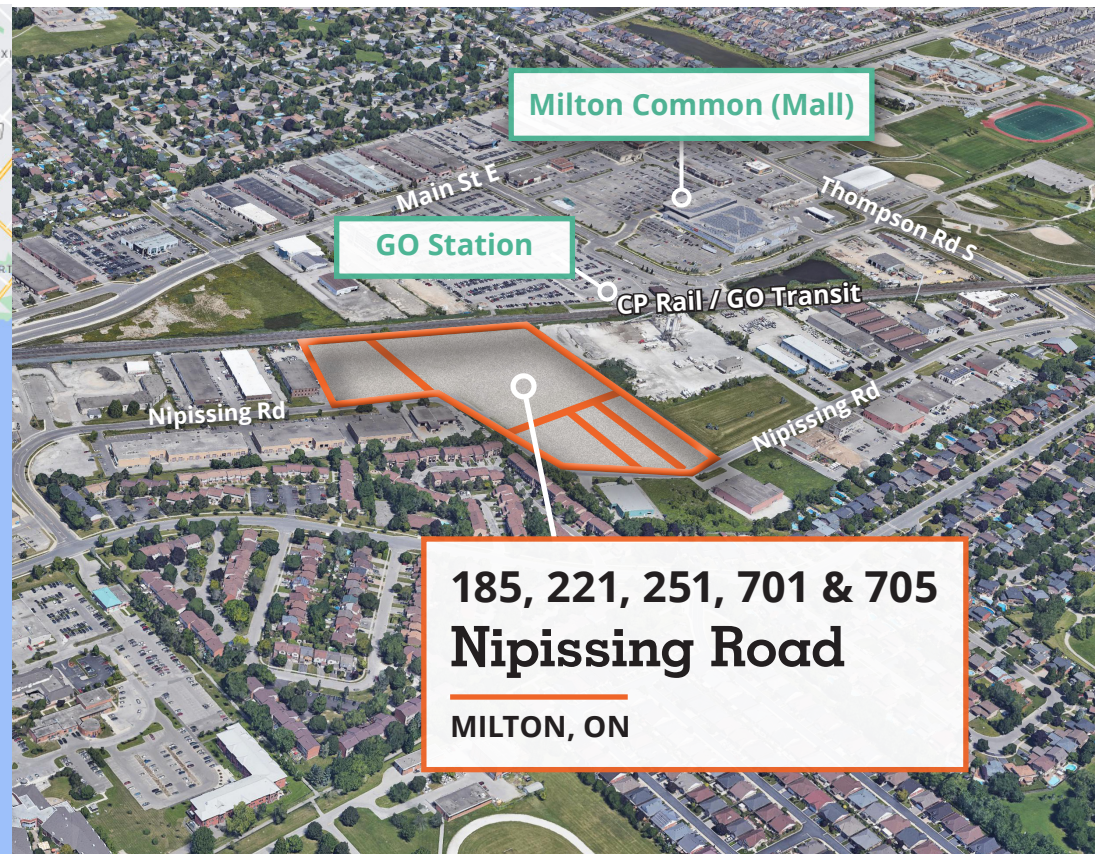 Milton Common (Mall)
Main St E
Thompson Rd S
GO Station
CP Rail / GO Transit
Nipissing Rd
Nipissing Rd
185, 221, 251, 701 & 705
Nipissing Road
MILTON, ON